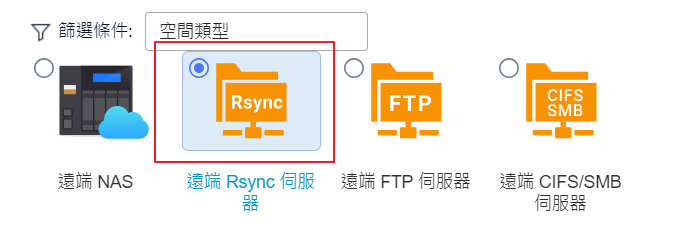 篩選條件:
空間類型
Rsync
FTP
CIFS
SMB
遠端 NAS
遠端 Rsync 伺服
器
遠端 FTP 伺服器
遠端 CIFS/SMB
伺服器